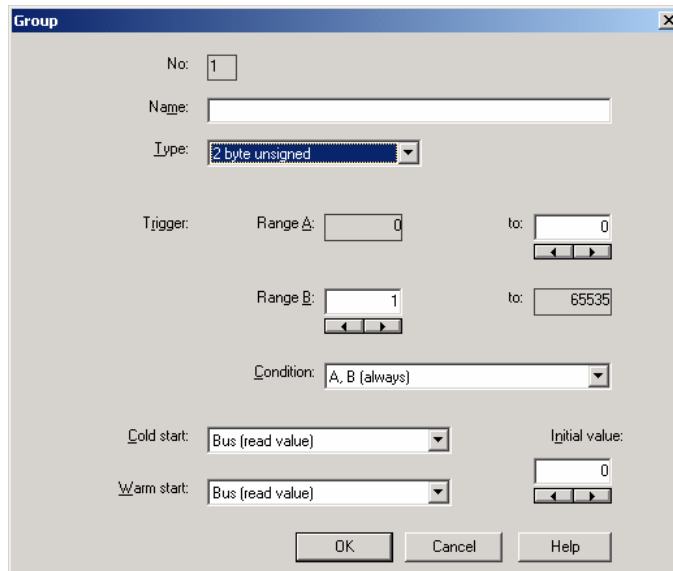 Group
No: 1
Name:
Type: 2 byte unsigned
Trigger: Range A: 0 to: 0
Range B: 1 to: 65535
Condition: A, B (always)
Cold start: Bus (read value) Initial value:
0
Warm start: Bus (read value)
OK Cancel Help